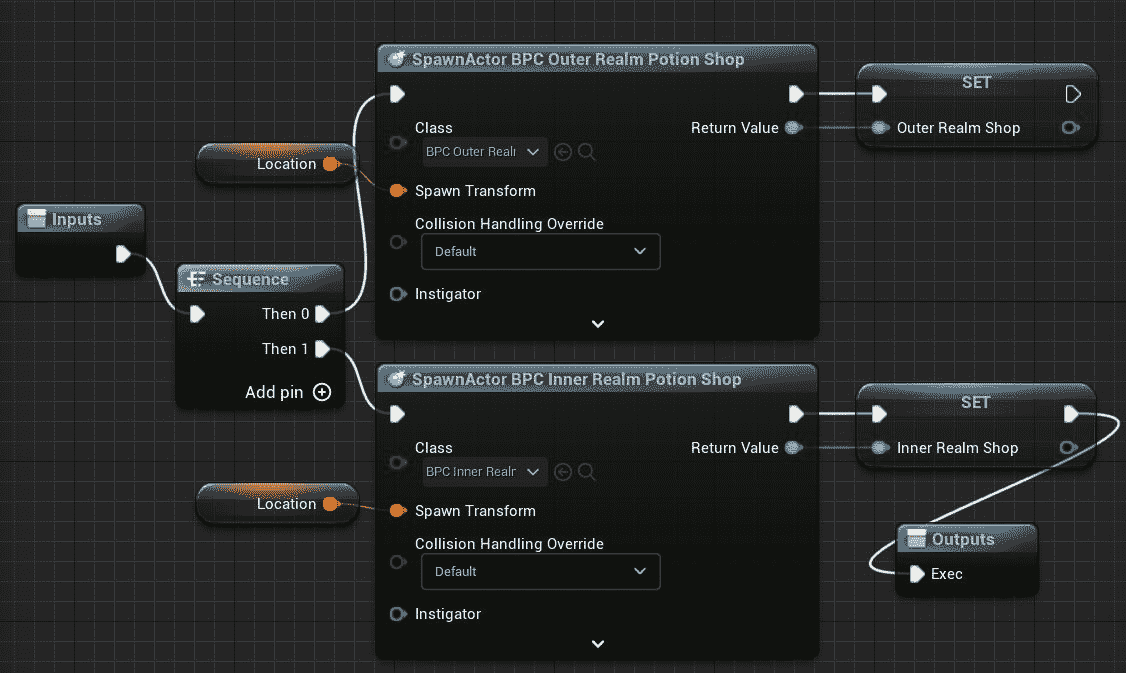 SpawnActor BPC Outer Realm Potion Shop
SET
Class
Return Value
Outer Realm Shop
BPC Outer Realr
Location
Spawn Transform
Inputs
Collision Handling Override
Default
Sequence
Instigator
Then 0
Then 1
Add pin
SpawnActor BPC Inner Realm Potion Shop
SET
Class
Return Value
Inner Realm Shop
BPC Inner Realr
Location
Spawn Transform
Collision Handling Override
Outputs
Default
Exec
Instigator